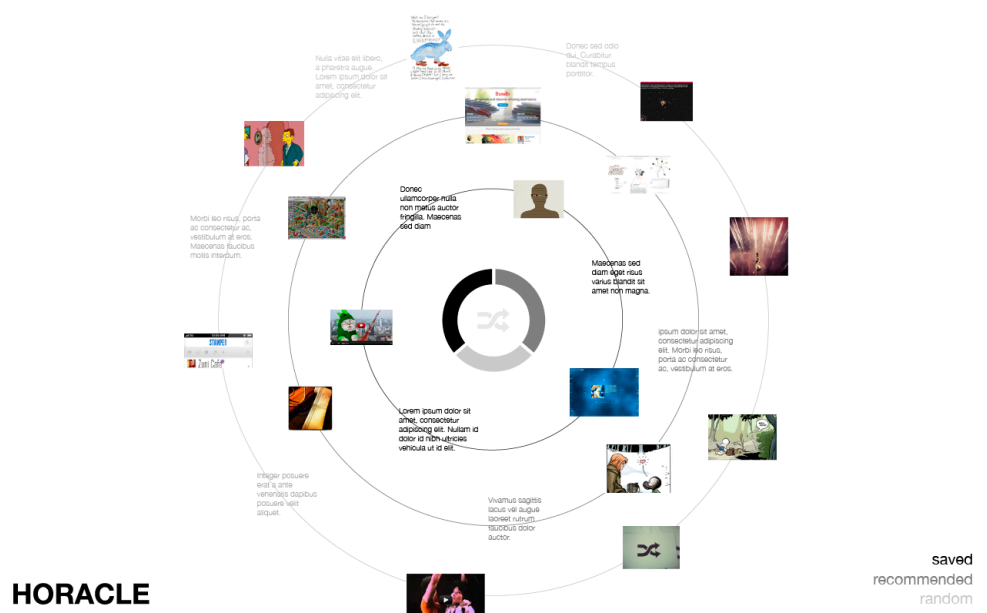 Nulla vitae elit libero,
a pharetra augue.
Lorem ipsum dolor sit
amet, consectetur
adipiscing elit.
Donec sed odio
dui. Curabitur
blandit tempus
porttitor.
Donec
ullamcorper nulla
non metus auctor
fringilla. Maecenas
sed diam
Morbi leo risus, porta
ac consectetur ac,
vestibulum at eros.
Maecenas faucibus
mollis interdum.
Maecenas sed
diam eget risus
varius blandit sit
amet non magna.
STAMPER
Zuni Café
Ipsum dolor sit amet,
consectetur adipiscing
elit. Morbi leo risus,
porta ac consectetur
ac, vestibulum at eros.
Lorem ipsum dolor sit
amet, consectetur
adipiscing elit. Nullam id
dolor id nibh ultricies
vehicula ut id elit.
Integer posuere
erat a ante
venenatis dapibus
posuere velit
aliquet.
Vivamus sagittis
lacus vel augue
laoreet rutrum
faucibus dolor
auctor.
HORACLE
saved
recommended
random